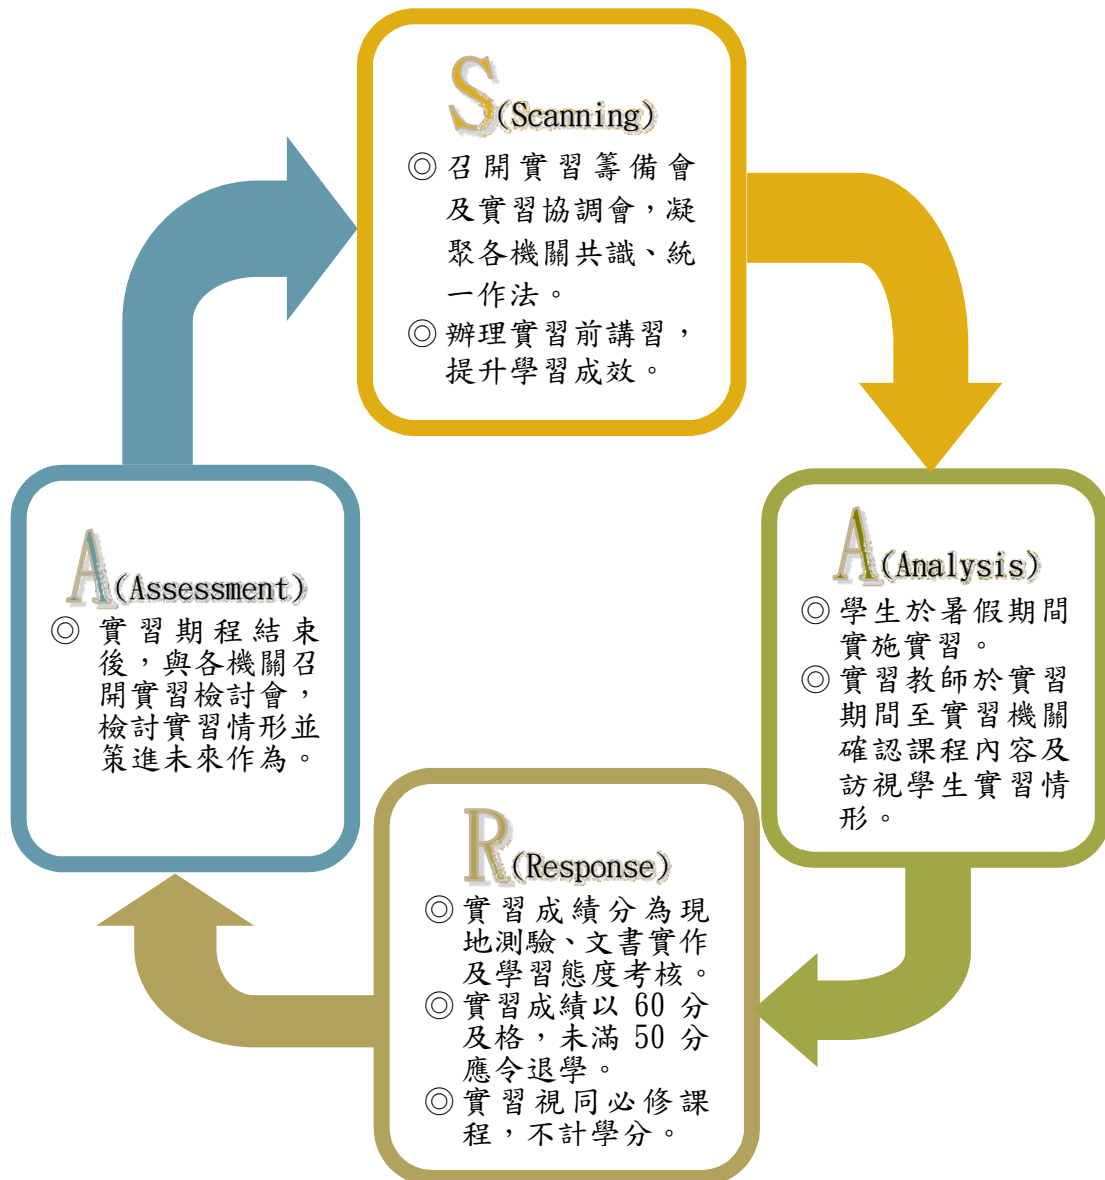 S(Scanning)
◎召開實習籌備會
及實習協調會，凝
聚各機關共識、統
一作法。
◎辦理實習前講習，
提升學習成效。
A(Analysis)
◎學生於暑假期間
實施實習。
◎實習教師於實習
期間至實習機關
確認課程內容及
訪視學生實習情
形。
R(Response)
◎實習成績分為現
地測驗、文書實作
及學習態度考核。
◎實習成績以 60 分
及格，未滿 50 分
應令退學。
◎實習視同必修課
程，不計學分。
A(Assessment)
◎ 實習期程結束
後，與各機關召
開實習檢討會，
檢討實習情形並
策進未來作為。